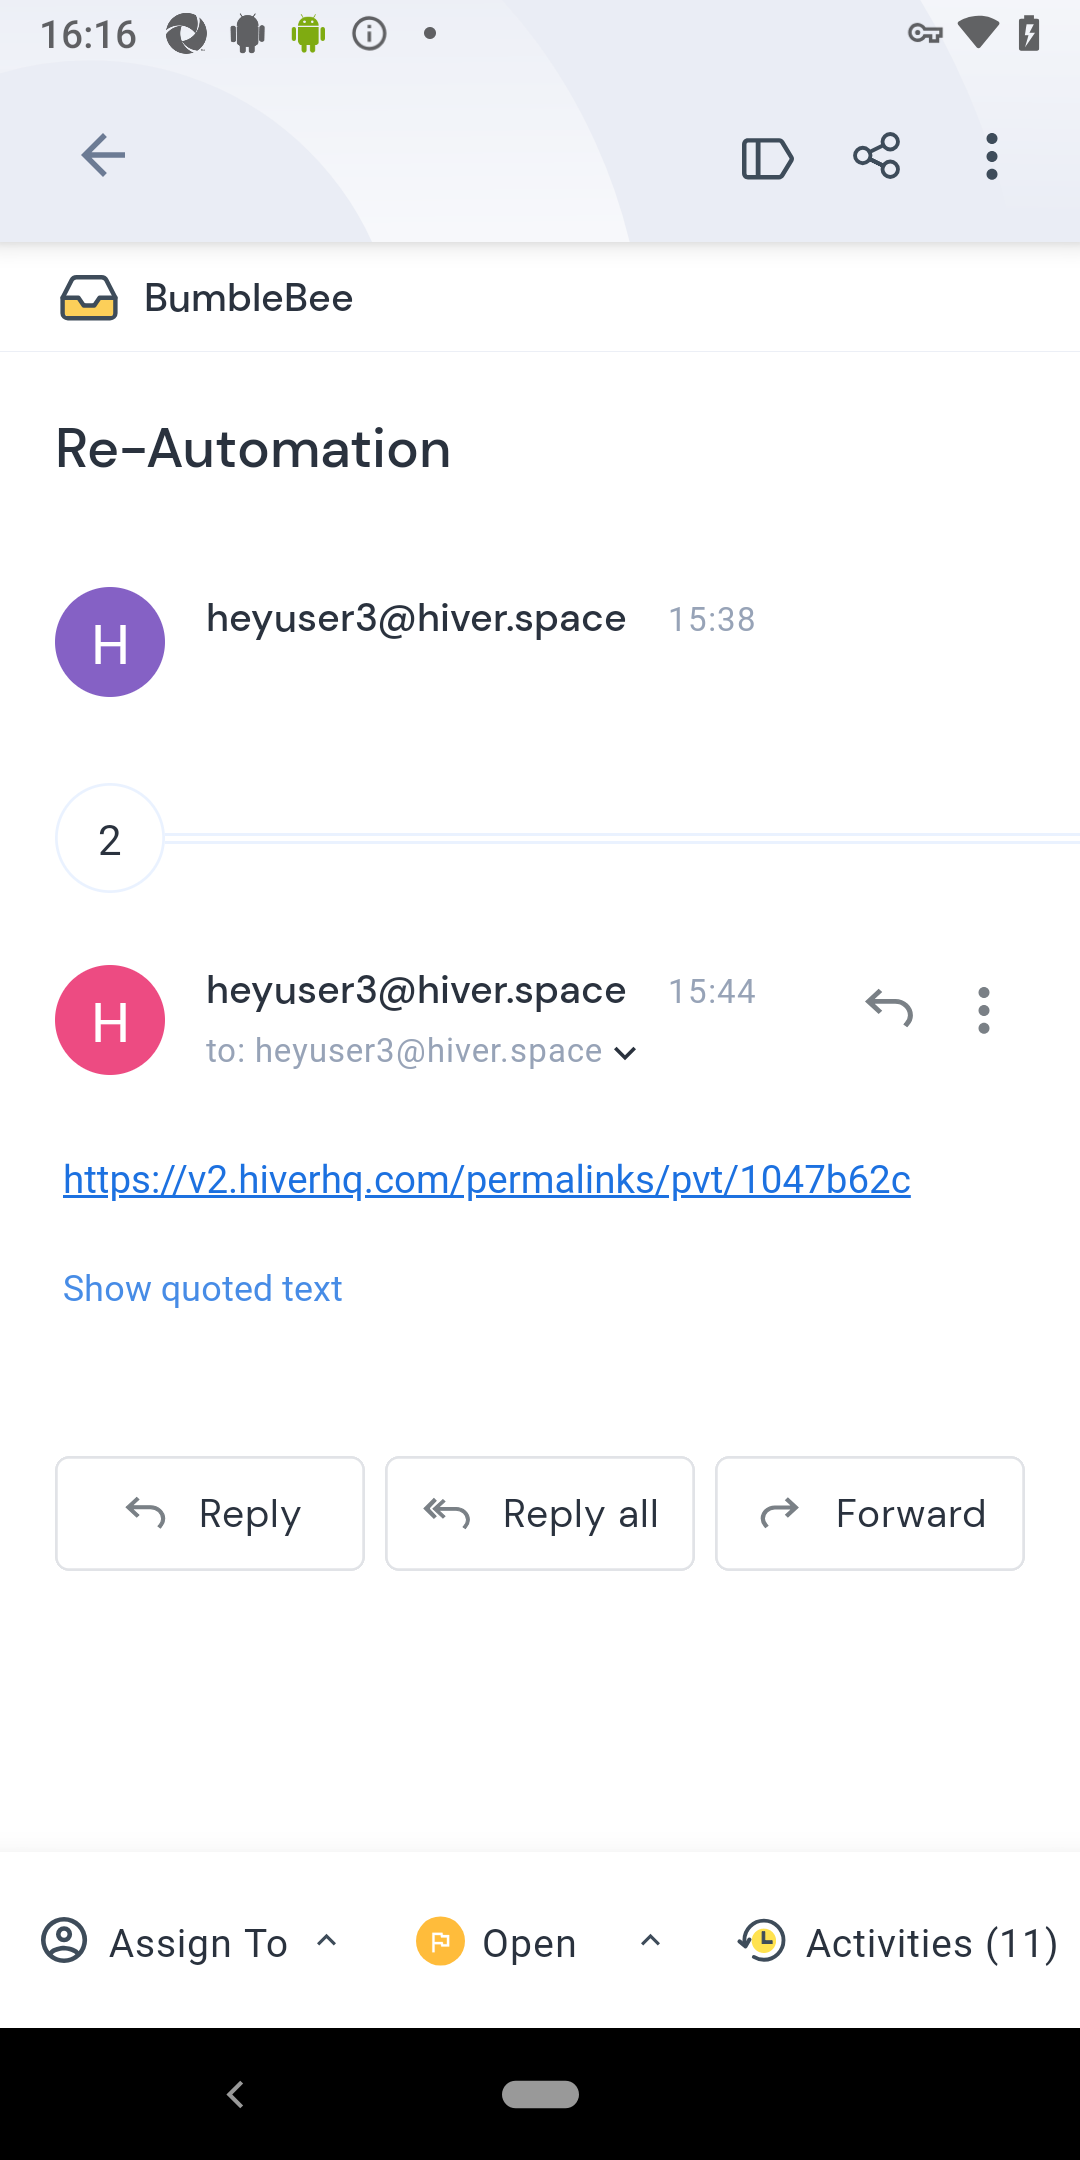 16:16
BumbleBee
Re-Automation
H
heyuser3@hiver.space 15:38
2
H
heyuser3@hiver.space 15:44
to: heyuser3@hiver.space
https://v2.hiverhq.com/permalinks/pvt/1047b62c
Show quoted text
Reply Reply all Forward
Assign To Open Activities (11)